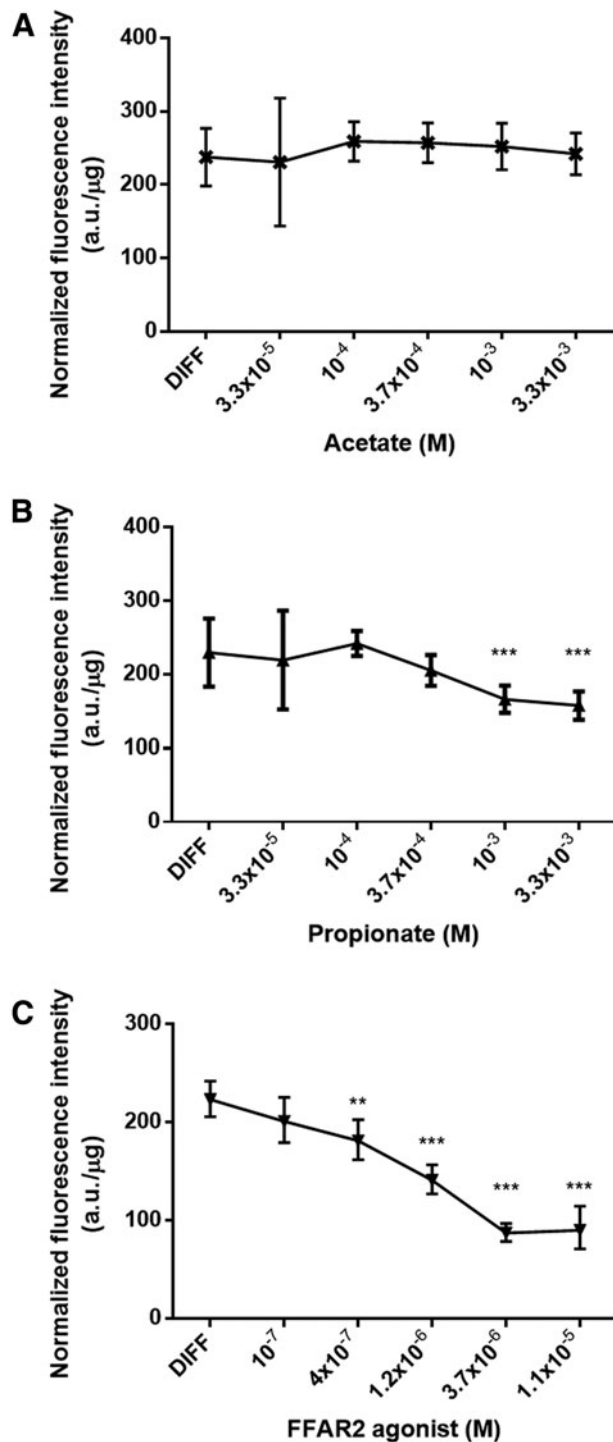 A
Normalized fluorescence intensity
(a.u./μg)
400
300
200
100
0
DIFF
3.3x10⁻⁵
10⁻⁴
3.7x10⁻⁴
10⁻³
3.3x10⁻³
Acetate (M)
B
Normalized fluorescence intensity
(a.u./μg)
400
300
200
100
0
*** ***
DIFF
3.3x10⁻⁵
10⁻⁴
3.7x10⁻⁴
10⁻³
3.3x10⁻³
Propionate (M)
C
Normalized fluorescence intensity
(a.u./μg)
300
200
100
0
** *** *** ***
DIFF
10⁻⁷
4x10⁻⁷
1.2x10⁻⁶
3.7x10⁻⁶
1.1x10⁻⁵
FFAR2 agonist (M)